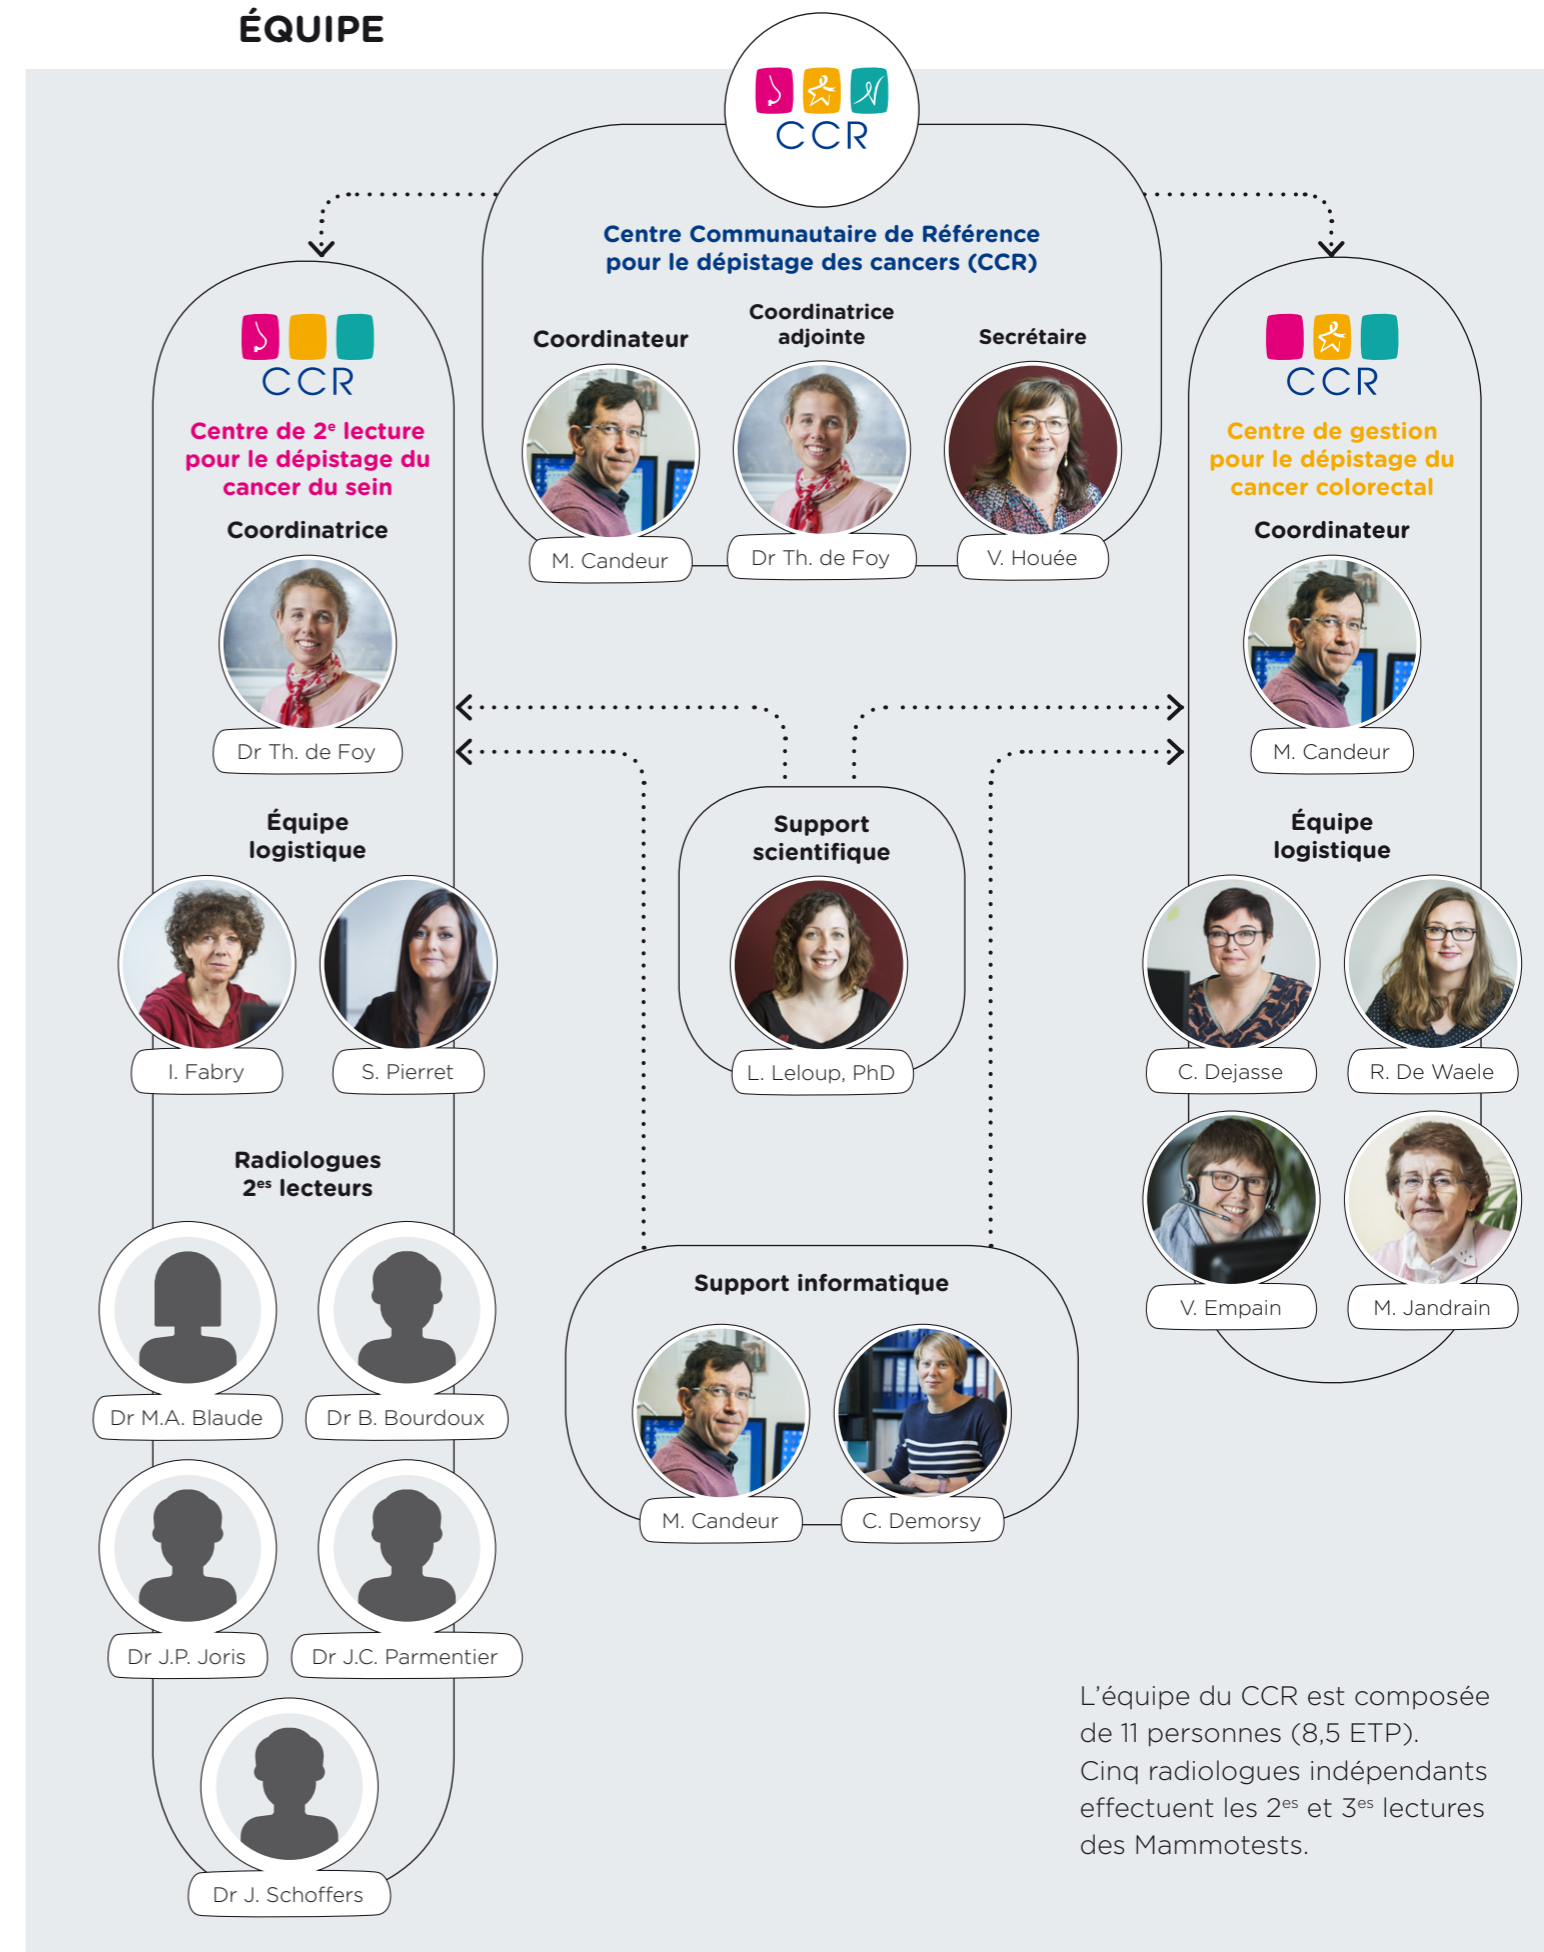 ÉQUIPE
CCR
Centre Communautaire de Référence
pour le dépistage des cancers (CCR)
Coordinateur
Coordinatrice
adjointe
Secrétaire
M. Candeur
Dr Th. de Foy
V. Houée
CCR
Centre de 2e lecture
pour le dépistage du
cancer du sein
Coordinatrice
Dr Th. de Foy
Équipe
logistique
I. Fabry
S. Pierret
Radiologues
2es lecteurs
Dr M.A. Blaude
Dr B. Bourdoux
Dr J.P. Joris
Dr J.C. Parmentier
Dr J. Schoffers
Support
scientifique
L. Leloup, PhD
Support informatique
M. Candeur
C. Demorsy
CCR
Centre de gestion
pour le dépistage du
cancer colorectal
Coordinateur
M. Candeur
Équipe
logistique
C. Dejasse
R. De Waele
V. Empain
M. Jandrain
L’équipe du CCR est composée
de 11 personnes (8,5 ETP).
Cinq radiologues indépendants
effectuent les 2es et 3es lectures
des Mammotests.